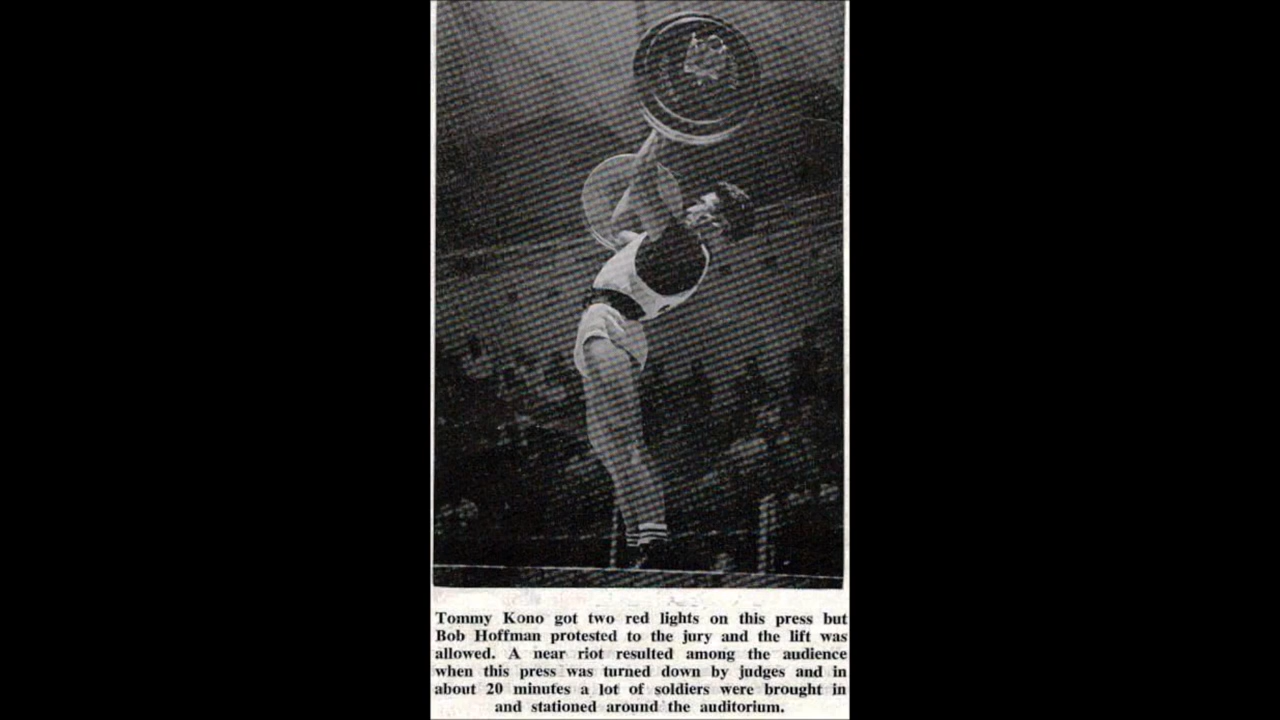 Tommy Kono got two red lights on this press but
Bob Hoffman protested to the jury and the lift was
allowed. A near riot resulted among the audience
when this press was turned down by judges and in
about 20 minutes a lot of soldiers were brought in
and stationed around the auditorium.